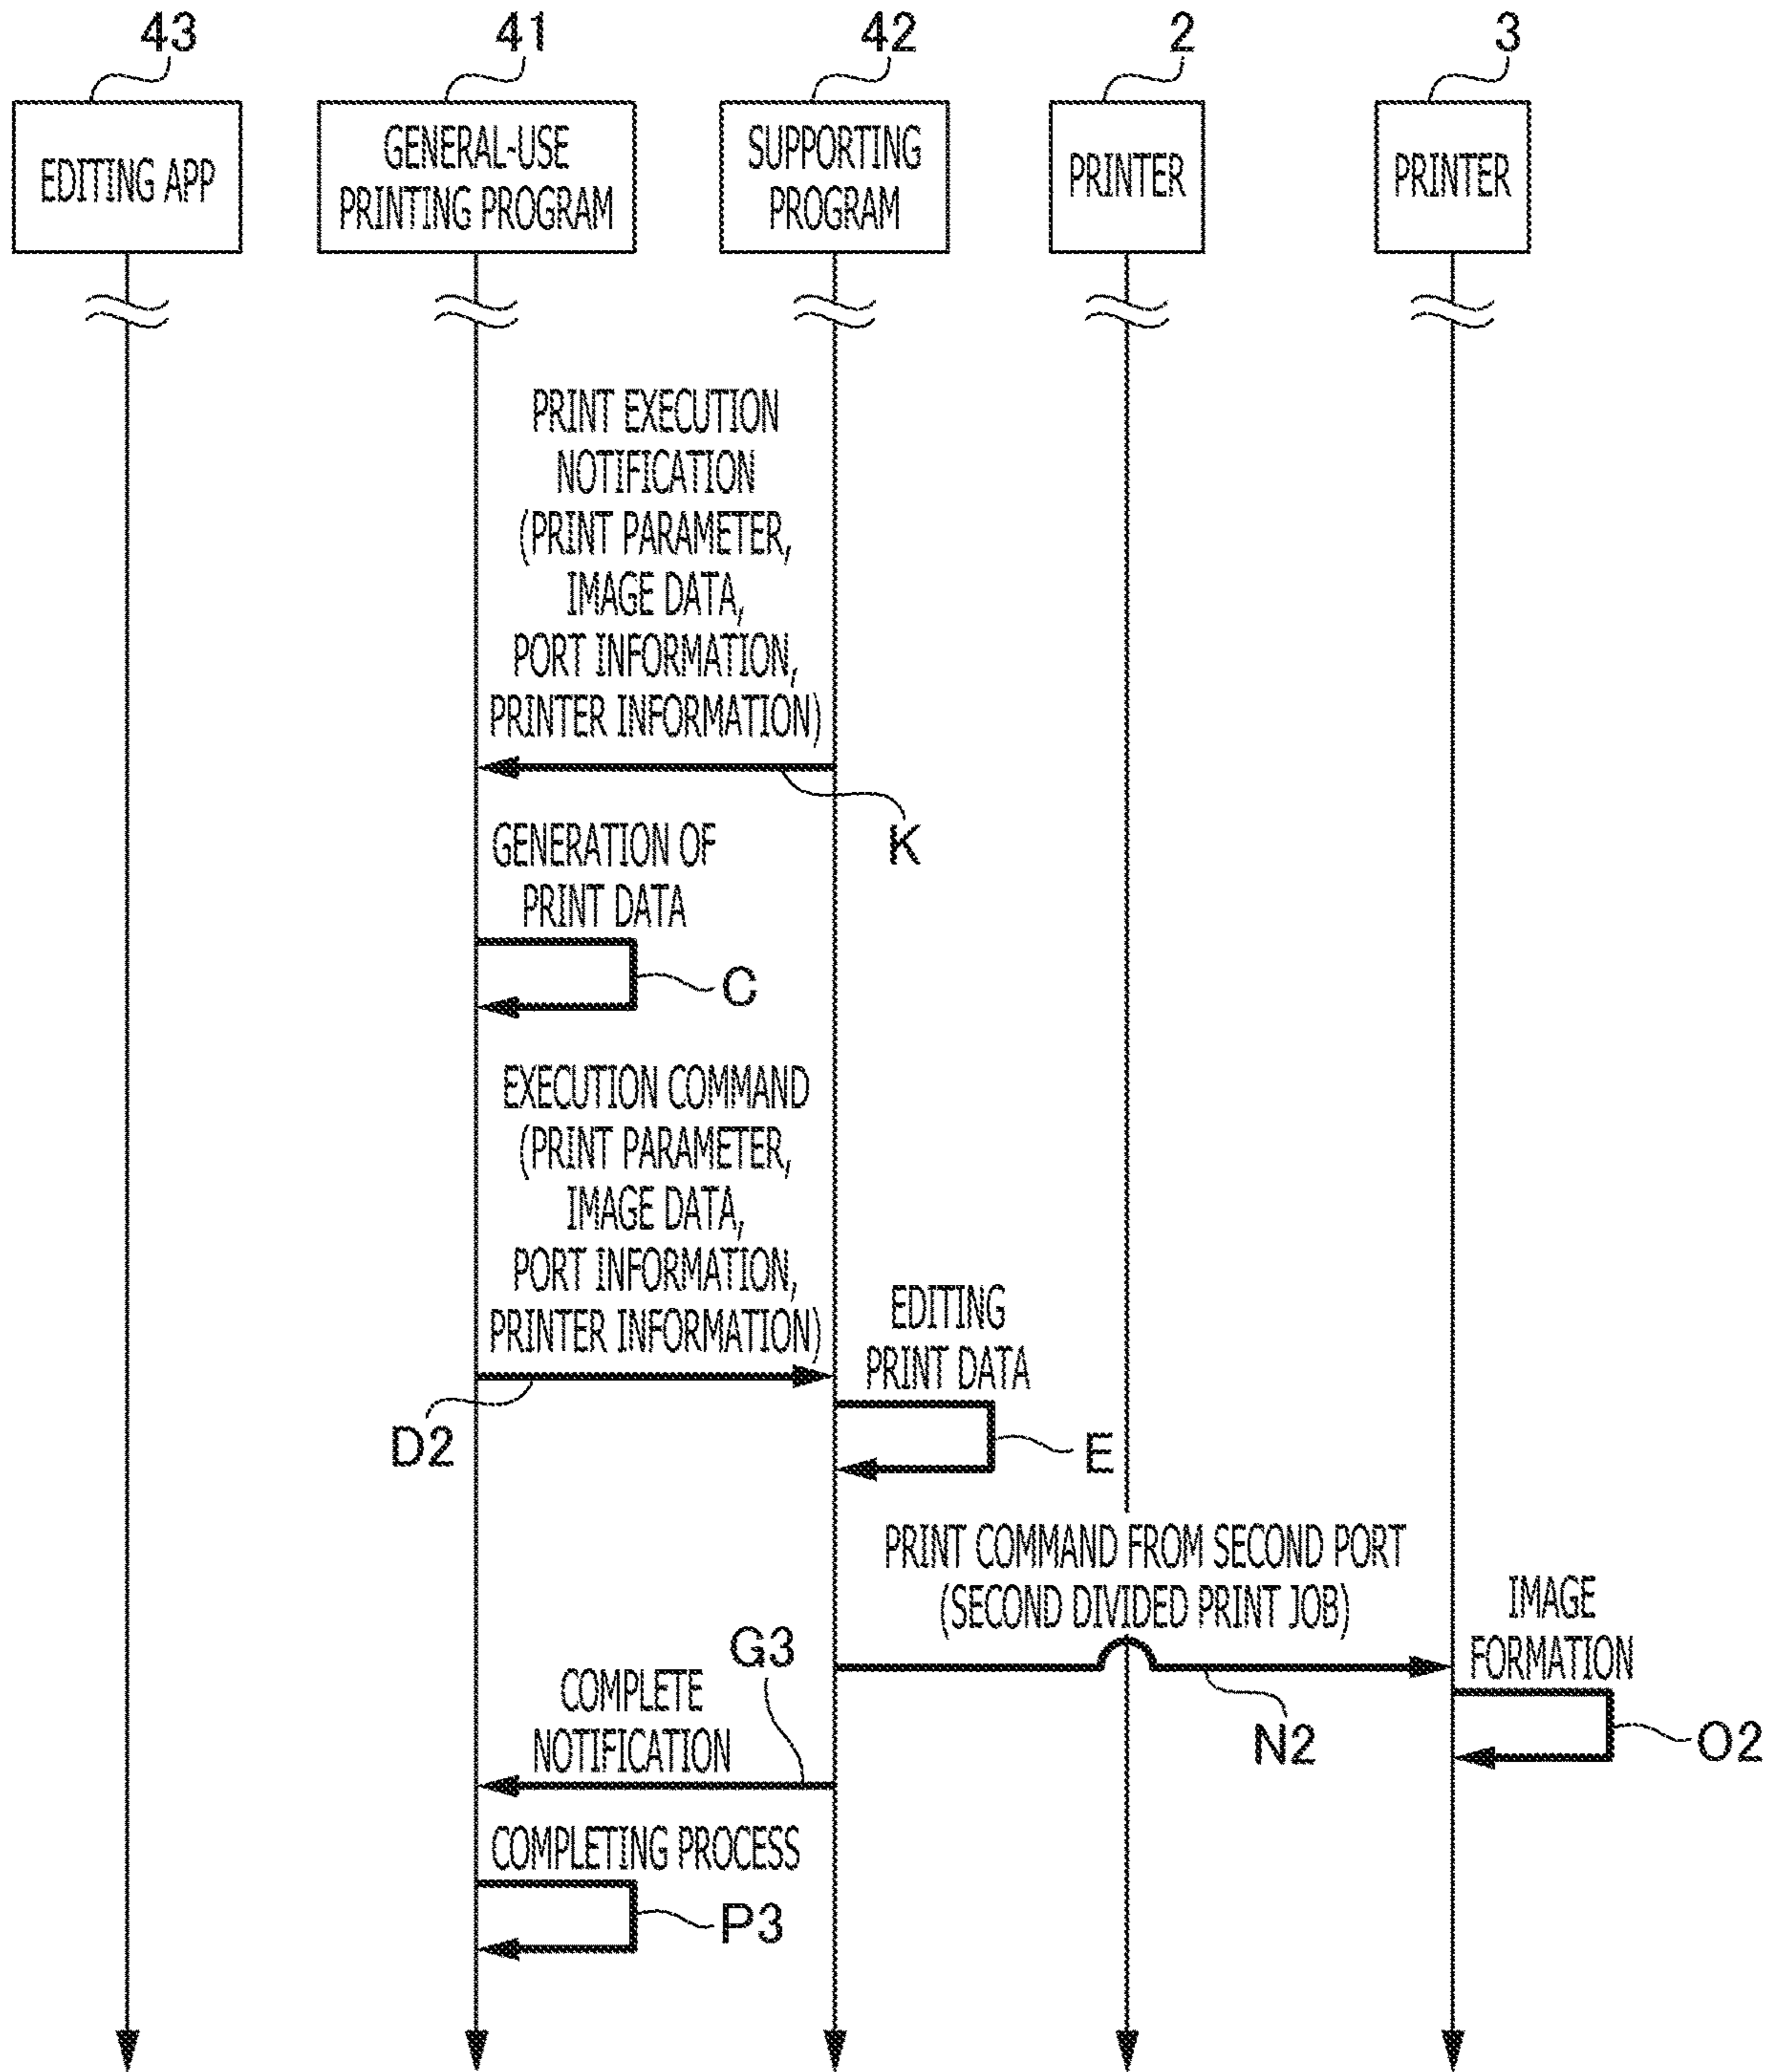 43
41
42
2
3
EDITING APP
GENERAL-USE
PRINTING PROGRAM
SUPPORTING
PROGRAM
PRINTER
PRINTER
PRINT EXECUTION
NOTIFICATION
(PRINT PARAMETER,
IMAGE DATA,
PORT INFORMATION,
PRINTER INFORMATION)
K
GENERATION OF
PRINT DATA
C
EXECUTION COMMAND
(PRINT PARAMETER,
IMAGE DATA,
PORT INFORMATION,
PRINTER INFORMATION)
D2
EDITING
PRINT DATA
E
PRINT COMMAND FROM SECOND PORT
(SECOND DIVIDED PRINT JOB)
N2
IMAGE
FORMATION
O2
G3
COMPLETE
NOTIFICATION
COMPLETING PROCESS
P3